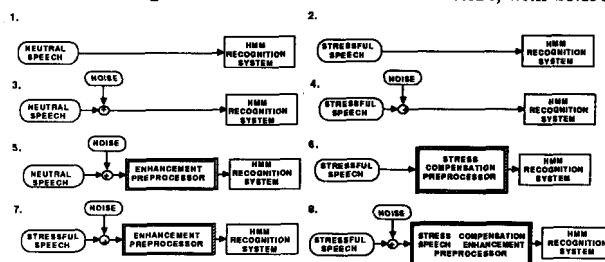 1.
NEUTRAL SPEECH
HMM RECOGNITION SYSTEM
2.
STRESSFUL SPEECH
HMM RECOGNITION SYSTEM
3.
NOISE
NEUTRAL SPEECH
HMM RECOGNITION SYSTEM
4.
NOISE
STRESSFUL SPEECH
HMM RECOGNITION SYSTEM
5.
NOISE
NEUTRAL SPEECH
ENHANCEMENT PREPROCESSOR
HMM RECOGNITION SYSTEM
6.
STRESSFUL SPEECH
STRESS COMPENSATION PREPROCESSOR
HMM RECOGNITION SYSTEM
7.
NOISE
STRESSFUL SPEECH
ENHANCEMENT PREPROCESSOR
HMM RECOGNITION SYSTEM
8.
NOISE
STRESSFUL SPEECH
STRESS COMPENSATION SPEECH ENHANCEMENT PREPROCESSOR
HMM RECOGNITION SYSTEM